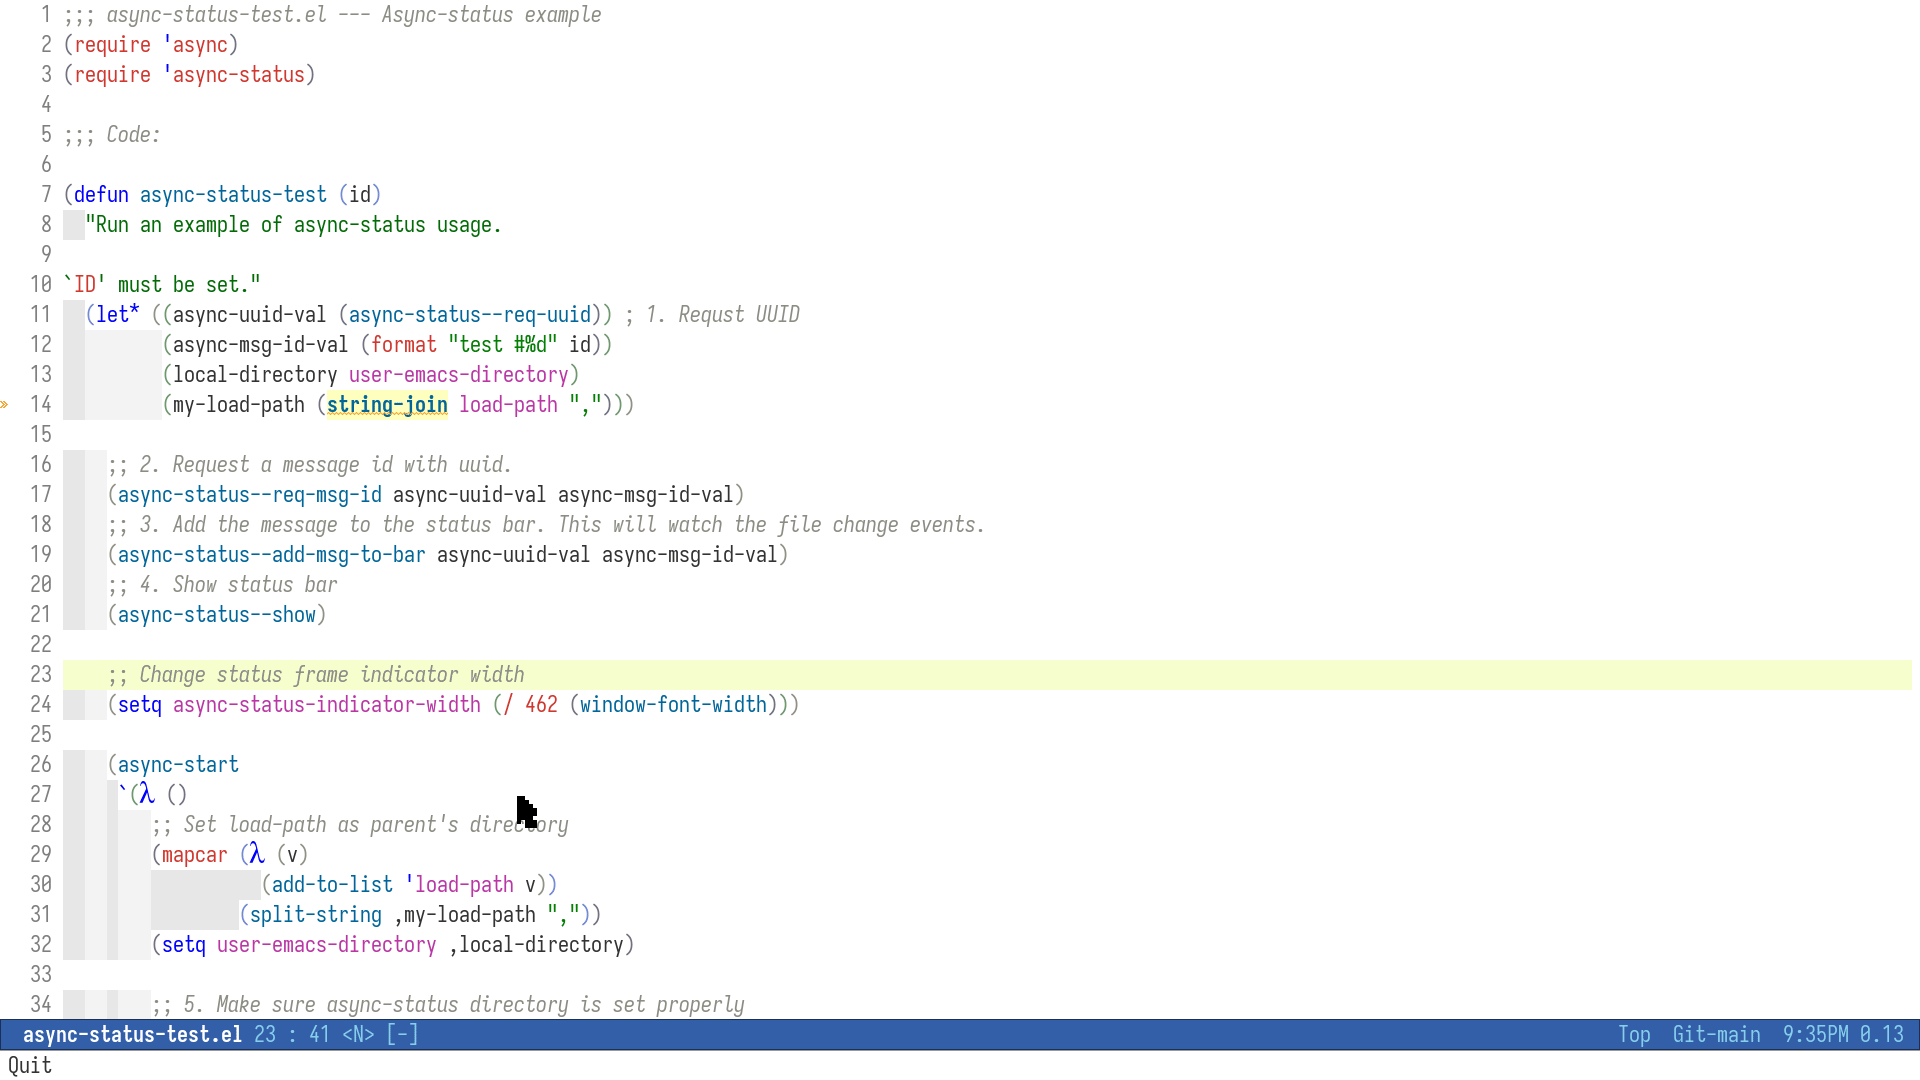 1 ;;; async-status-test.el --- Async-status example
2 (require 'async)
3 (require 'async-status)
4
5 ;;; Code:
6
7 (defun async-status-test (id)
8   "Run an example of async-status usage.
9
10 `ID' must be set."
11   (let* ((async-uuid-val (async-status--req-uuid)) ; 1. Requst UUID
12          (async-msg-id-val (format "test #%d" id))
13          (local-directory user-emacs-directory)
» 14          (my-load-path (string-join load-path ",")))
15
16     ;; 2. Request a message id with uuid.
17     (async-status--req-msg-id async-uuid-val async-msg-id-val)
18     ;; 3. Add the message to the status bar. This will watch the file change events.
19     (async-status--add-msg-to-bar async-uuid-val async-msg-id-val)
20     ;; 4. Show status bar
21     (async-status--show)
22
23     ;; Change status frame indicator width
24     (setq async-status-indicator-width (/ 462 (window-font-width)))
25
26     (async-start
27      `(λ ()
28         ;; Set load-path as parent's directory
29         (mapcar (λ (v)
30                   (add-to-list 'load-path v))
31                 (split-string ,my-load-path ","))
32         (setq user-emacs-directory ,local-directory)
33
34         ;; 5. Make sure async-status directory is set properly
async-status-test.el 23 : 41 <N> [-] Top Git-main 9:35PM 0.13
Quit